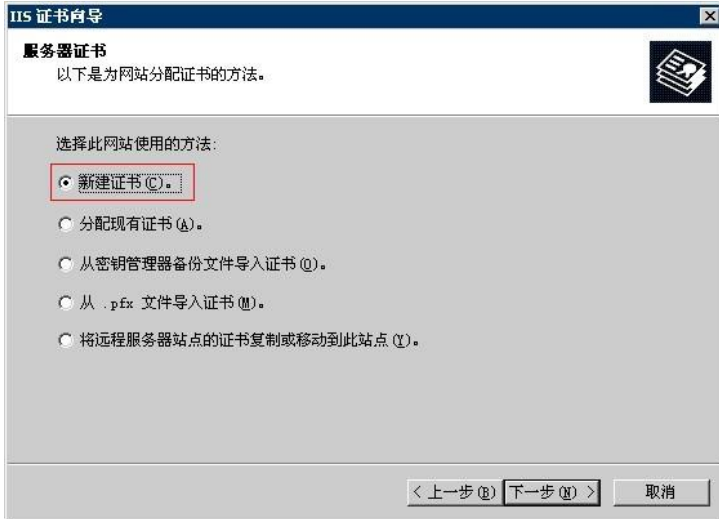 IIS 证书向导
服务器证书
以下是为网站分配证书的方法。
选择此网站使用的方法:
新建证书(C)。
分配现有证书(A)。
从密钥管理器备份文件导入证书(O)。
从 .pfx 文件导入证书(M)。
将远程服务器站点的证书复制或移动到此站点(Y)。
< 上一步(B) 下一步(N) > 取消